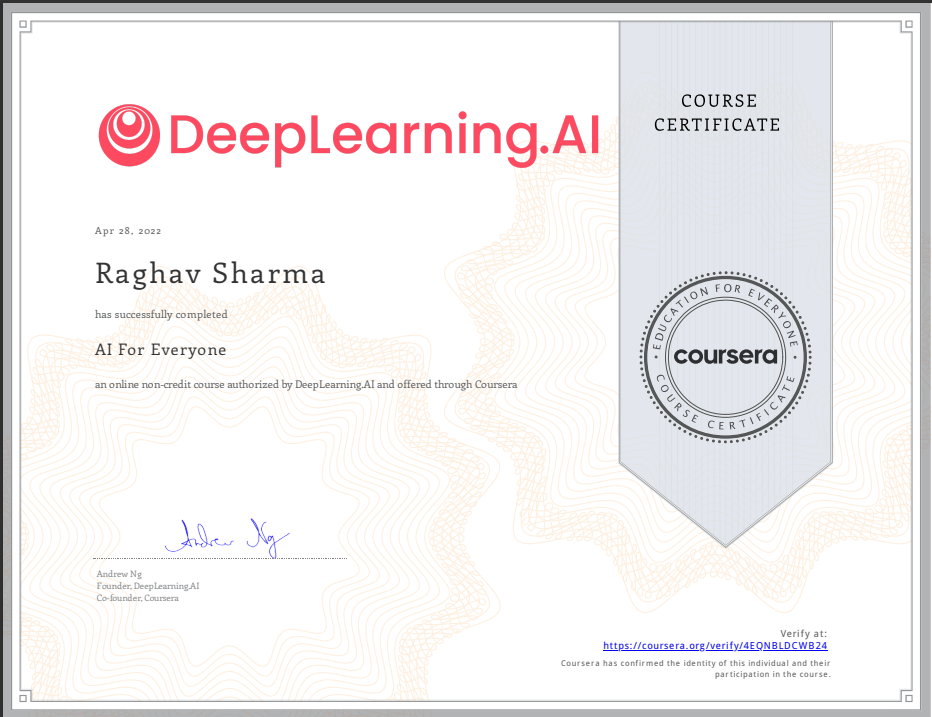 DeepLearning.AI
COURSE
CERTIFICATE
Apr 28, 2022
Raghav Sharma
has successfully completed
AI For Everyone
an online non-credit course authorized by DeepLearning.AI and offered through Coursera
EDUCATION FOR EVERYONE
coursera
COURSE CERTIFICATE
Andrew Ng
Andrew Ng
Founder, DeepLearning.AI
Co-founder, Coursera
Verify at:
https://coursera.org/verify/4EQNBLDCWB24
Coursera has confirmed the identity of this individual and their
participation in the course.